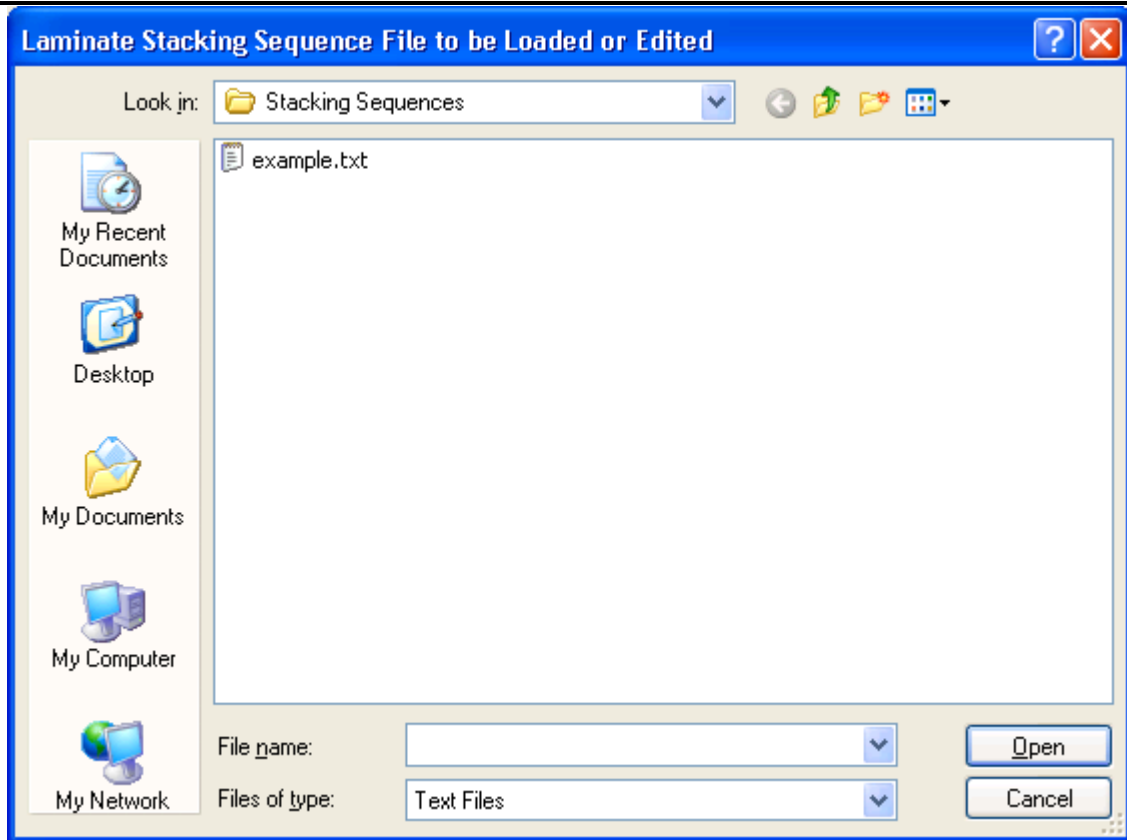 Laminate Stacking Sequence File to be Loaded or Edited
Look in:
Stacking Sequences
example.txt
My Recent
Documents
Desktop
My Documents
My Computer
My Network
File name:
Open
Files of type:
Text Files
Cancel